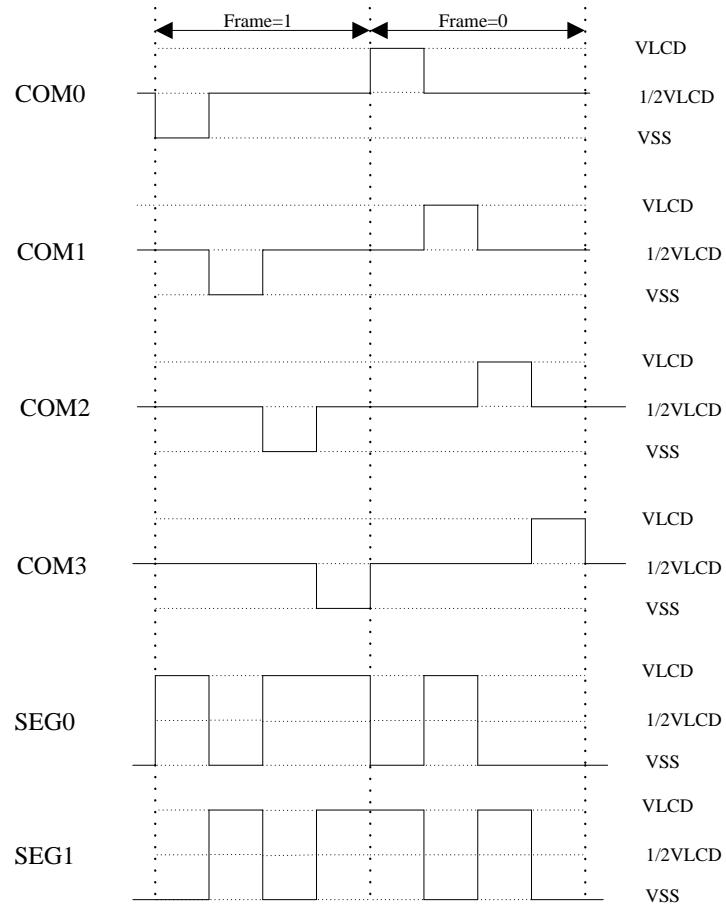 Frame=1 Frame=0
VLCD
COM0 1/2VLCD
VSS
VLCD
COM1 1/2VLCD
VSS
VLCD
COM2 1/2VLCD
VSS
VLCD
COM3 1/2VLCD
VSS
VLCD
SEG0 1/2VLCD
VSS
VLCD
SEG1 1/2VLCD
VSS